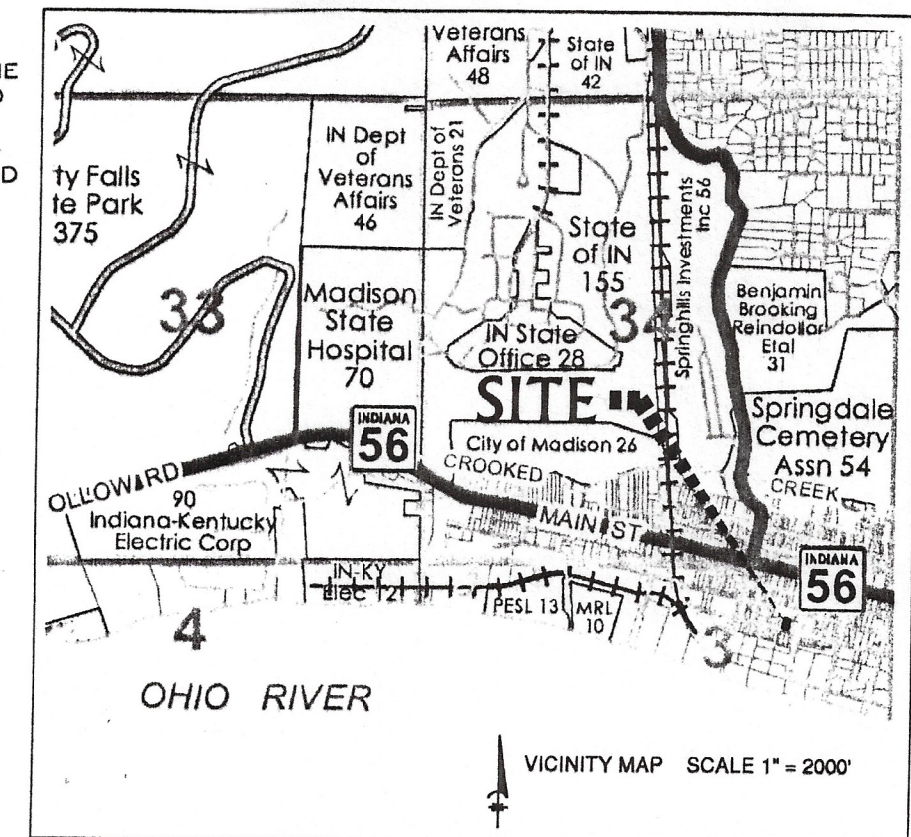 Veterans
Affairs
48
State
of IN
42
IN Dept
of
Veterans
Affairs
46
IN Dept of
Veterans 21
ty Falls
te Park
375
State
of IN
155
Springhills Investments
Inc 56
33
34
Madison
State
Hospital
70
IN State
Office 28
Benjamin
Brooking
Reindollar
Etal
31
SITE
INDIANA
56
City of Madison 26
Springdale
Cemetery
Assn 54
CROOKED
CREEK
OLLOWARD
90
Indiana-Kentucky
Electric Corp
MAIN ST
INDIANA
56
IN-KY
Elec 12
PESL 13
MRL
10
4
3
OHIO RIVER
VICINITY MAP SCALE 1" = 2000'